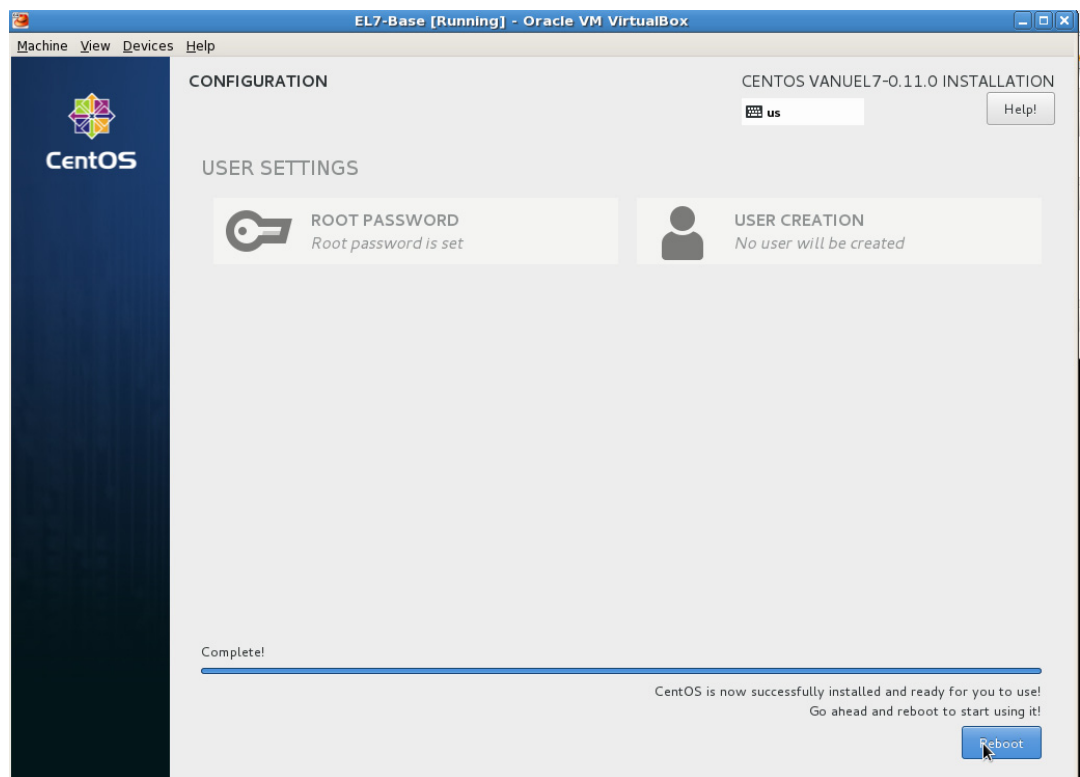 EL7-Base [Running] - Oracle VM VirtualBox
Machine View Devices Help
CentOS
CONFIGURATION
CENTOS VANUEL7-0.11.0 INSTALLATION
us
Help!
USER SETTINGS
ROOT PASSWORD
Root password is set
USER CREATION
No user will be created
Complete!
CentOS is now successfully installed and ready for you to use!
Go ahead and reboot to start using it!
Reboot